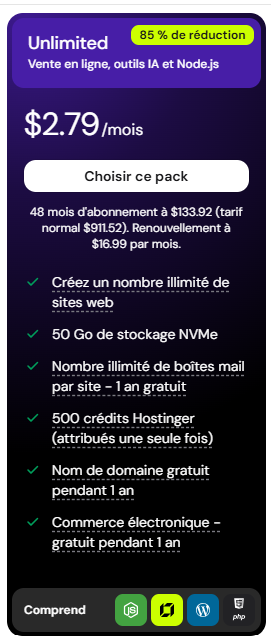 85 % de réduction
Unlimited
Vente en ligne, outils IA et Node.js
$2.79/mois
Choisir ce pack
48 mois d'abonnement à $133.92 (tarif
normal $911.52). Renouvellement à
$16.99 par mois.
Créez un nombre illimité de
sites web
50 Go de stockage NVMe
Nombre illimité de boîtes mail
par site - 1 an gratuit
500 crédits Hostinger
(attribués une seule fois)
Nom de domaine gratuit
pendant 1 an
Commerce électronique -
gratuit pendant 1 an
Comprend
JS
W
5
php